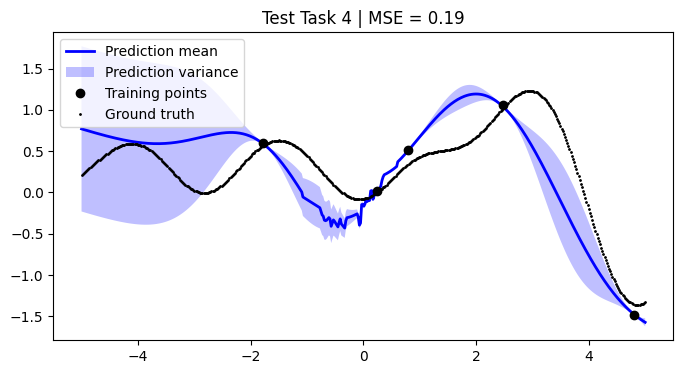 Test Task 4 | MSE = 0.19
Prediction mean
Prediction variance
Training points
Ground truth
1.5
1.0
0.5
0.0
−0.5
−1.0
−1.5
−4 −2 0 2 4